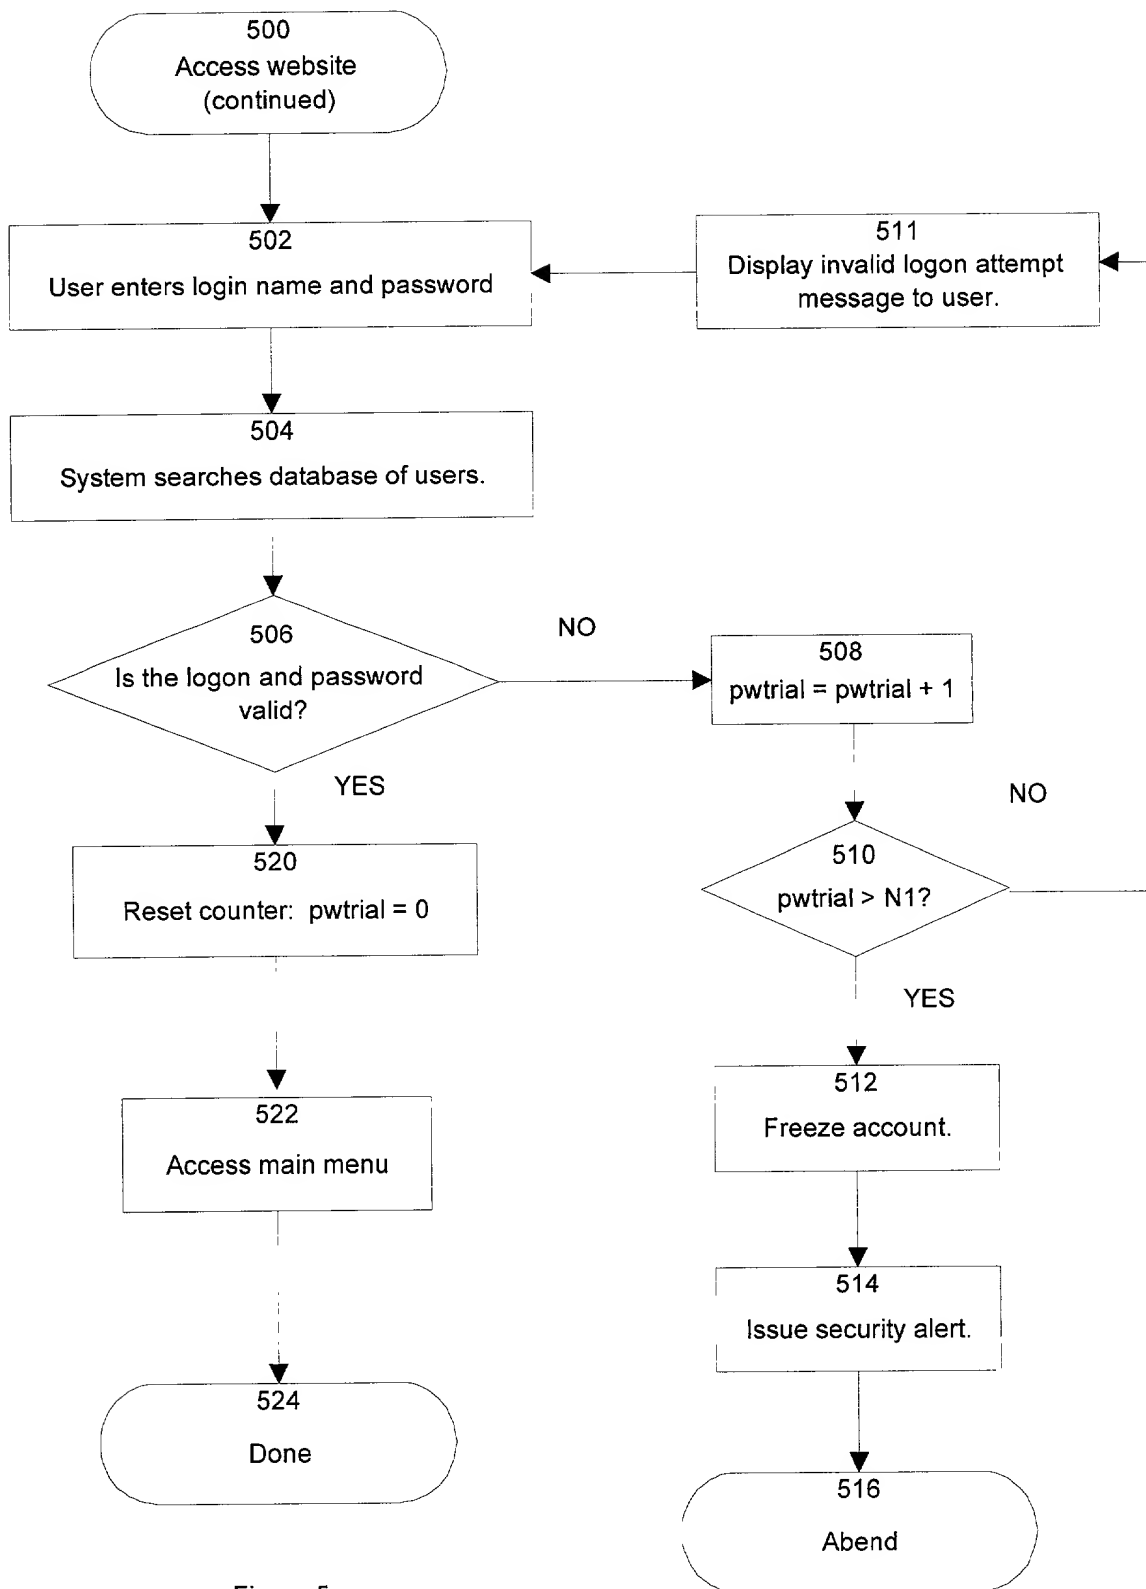 500
Access website
(continued)
502
User enters login name and password
511
Display invalid logon attempt
message to user.
504
System searches database of users.
506
Is the logon and password
valid?
NO
508
pwtrial = pwtrial + 1
YES
NO
510
pwtrial > N1?
520
Reset counter: pwtrial = 0
YES
512
Freeze account.
522
Access main menu
514
Issue security alert.
524
Done
516
Abend
Figure 5